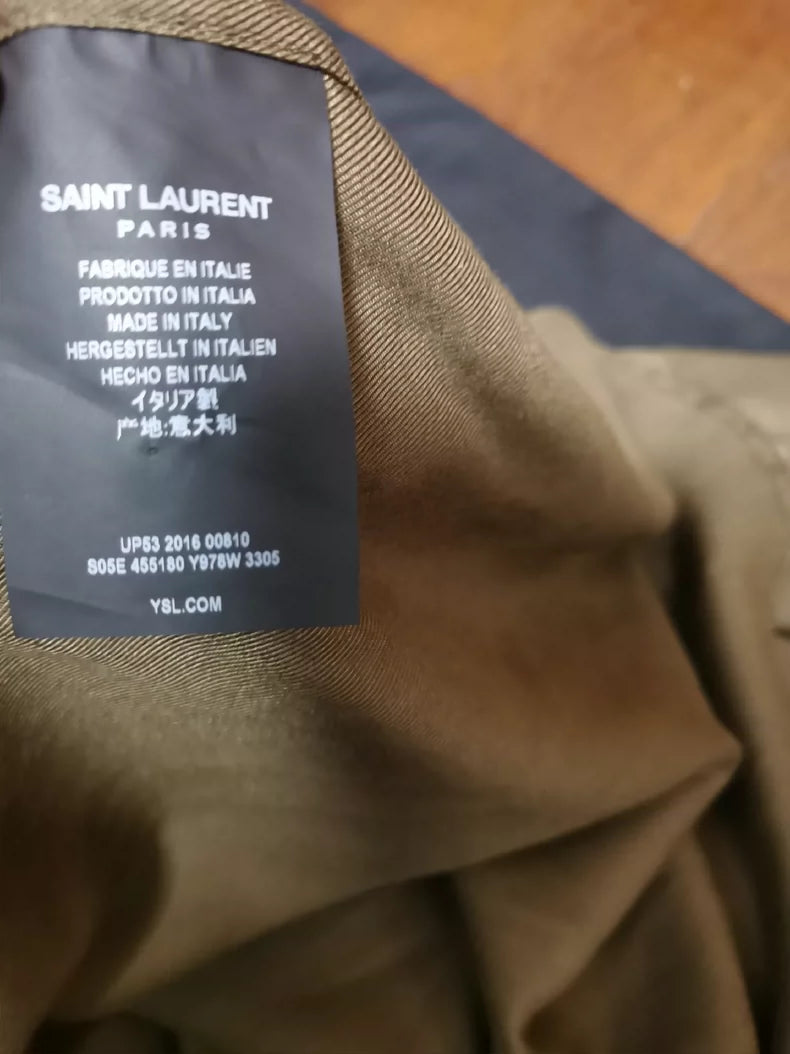 SAINT LAURENT
PARIS
FABRIQUE EN ITALIE
PRODOTTO IN ITALIA
MADE IN ITALY
HERGESTELLT IN ITALIEN
HECHO EN ITALIA
イタリア製
产地:意大利
UP53 2016 00810
S05E 455180 Y978W 3305
YSL.COM